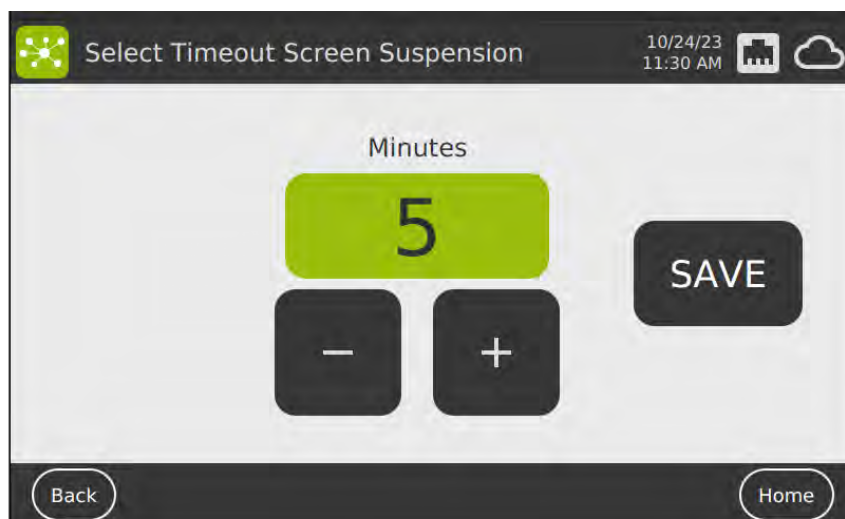 Select Timeout Screen Suspension
10/24/23
11:30 AM
Minutes
5
SAVE
−
+
Back
Home